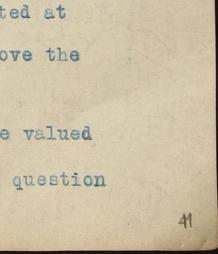 ted at
ove the
e valued
question
41